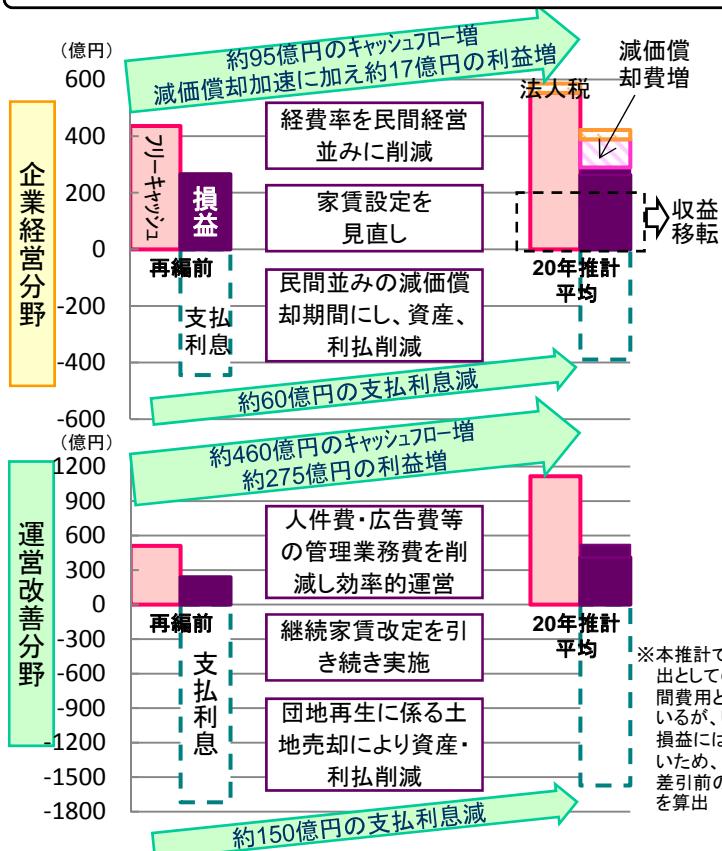 (億円)
約95億円のキャッシュフロー増
減価償却加速に加え約17億円の利益増
減価償
却費増
600
400
200
0
-200
-400
-600
企業経営分野
フリーキャッシュ
損益
再編前
支払
利息
経費率を民間経営
並みに削減
家賃設定を
見直し
民間並みの減価償
却期間にし、資産、
利払削減
法人税
20年推計
平均
収益
移転
約60億円の支払利息減
(億円)
約460億円のキャッシュフロー増
約275億円の利益増
1200
900
600
300
0
-300
-600
-900
-1200
-1500
-1800
運営改善分野
再編前
支払利息
人件費・広告費等
の管理業務費を削
減し効率的運営
継続家賃改定を引
き続き実施
団地再生に係る土
地売却により資産・
利払削減
20年推計
平均
※本推計で
出として
間費用と
いるが、
損益には
いため、
差引前の
を算出
約150億円の支払利息減